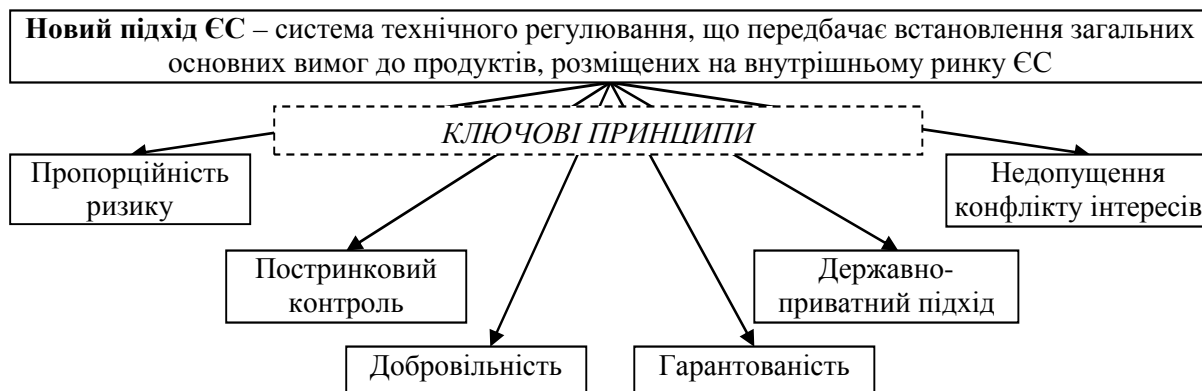 Новий підхід ЄС – система технічного регулювання, що передбачає встановлення загальних
основних вимог до продуктів, розміщених на внутрішньому ринку ЄС
КЛЮЧОВІ ПРИНЦИПИ
Пропорційність
ризику
Недопущення
конфлікту інтересів
Постринковий
контроль
Державно-
приватний підхід
Добровільність
Гарантованість